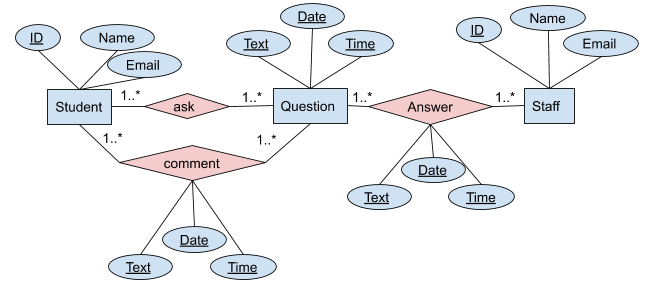 Date
ID
Name
Text
Time
ID
Name
Email
Email
Student
1..*
ask
1..*
Question
1..*
Answer
1..*
Staff
1..*
1..*
comment
Date
Text
Time
Date
Text
Time